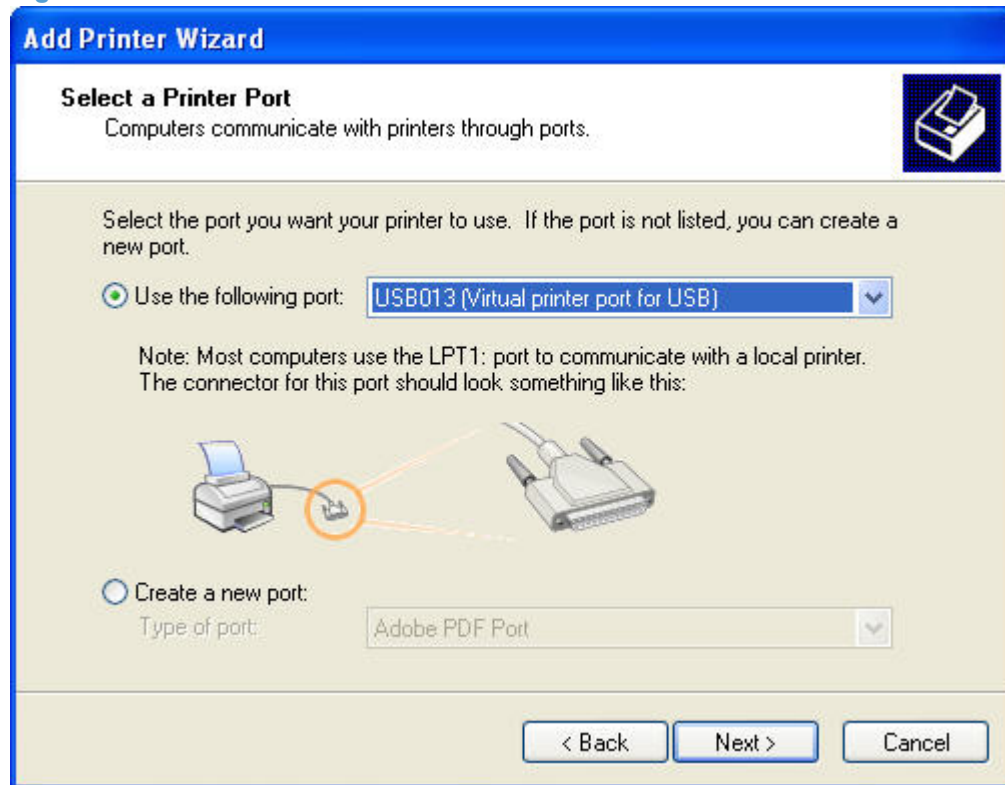 Add Printer Wizard
Select a Printer Port
Computers communicate with printers through ports.
Select the port you want your printer to use. If the port is not listed, you can create a
new port.
Use the following port:
USB013 (Virtual printer port for USB)
Note: Most computers use the LPT1: port to communicate with a local printer.
The connector for this port should look something like this:
Create a new port:
Type of port:
Adobe PDF Port
< Back
Next >
Cancel